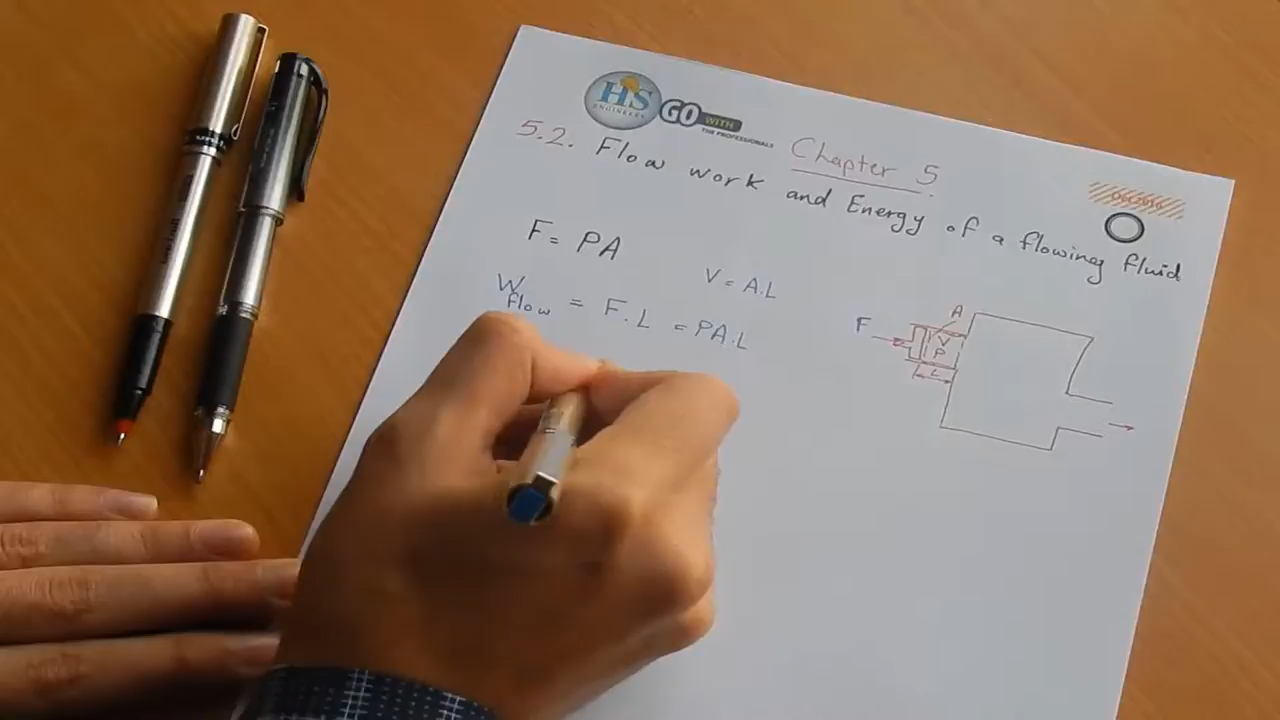 HS
ENGINEERS
GO WITH
THE PROFESSIONALS
Chapter 5
5.2. Flow work and Energy of a flowing fluid
F = PA
V = A.L
W flow = F.L = PA.L
F
A
V
P
L